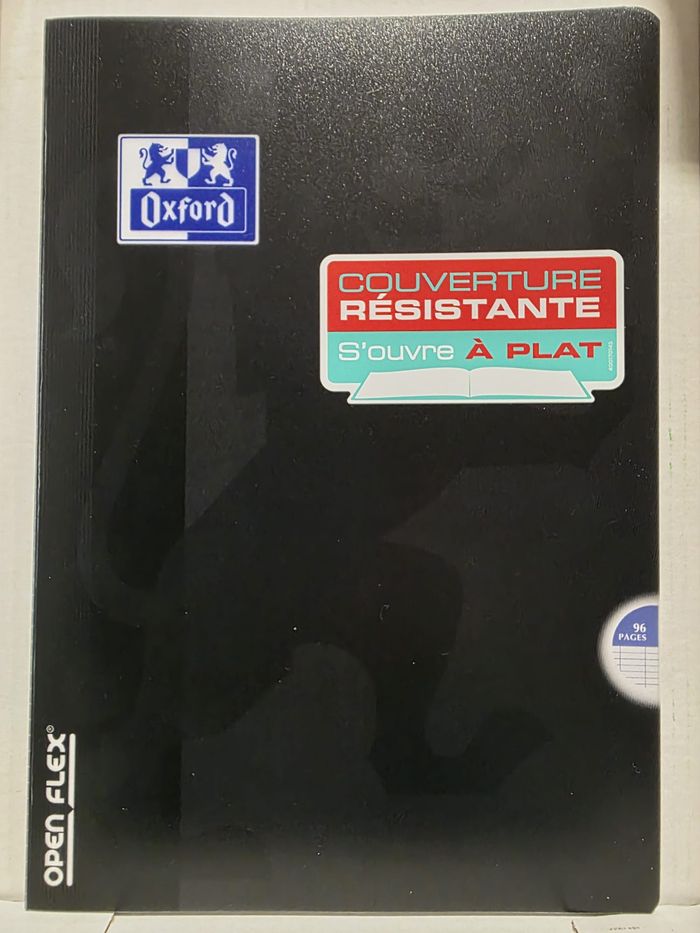 Oxford
COUVERTURE
RÉSISTANTE
S'ouvre À PLAT
96
PAGES
OPEN FLEX®